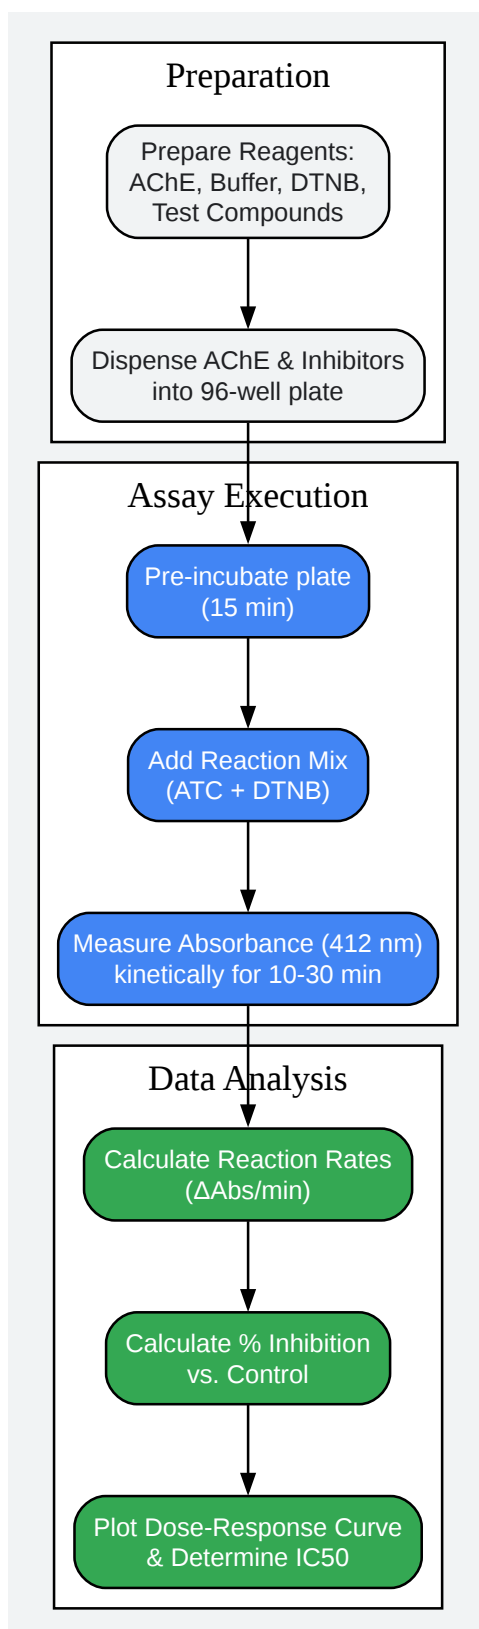 Preparation
Prepare Reagents:
AChE, Buffer, DTNB,
Test Compounds
Dispense AChE & Inhibitors
into 96-well plate
Assay Execution
Pre-incubate plate
(15 min)
Add Reaction Mix
(ATC + DTNB)
Measure Absorbance (412 nm)
kinetically for 10-30 min
Data Analysis
Calculate Reaction Rates
(ΔAbs/min)
Calculate % Inhibition
vs. Control
Plot Dose-Response Curve
& Determine IC50